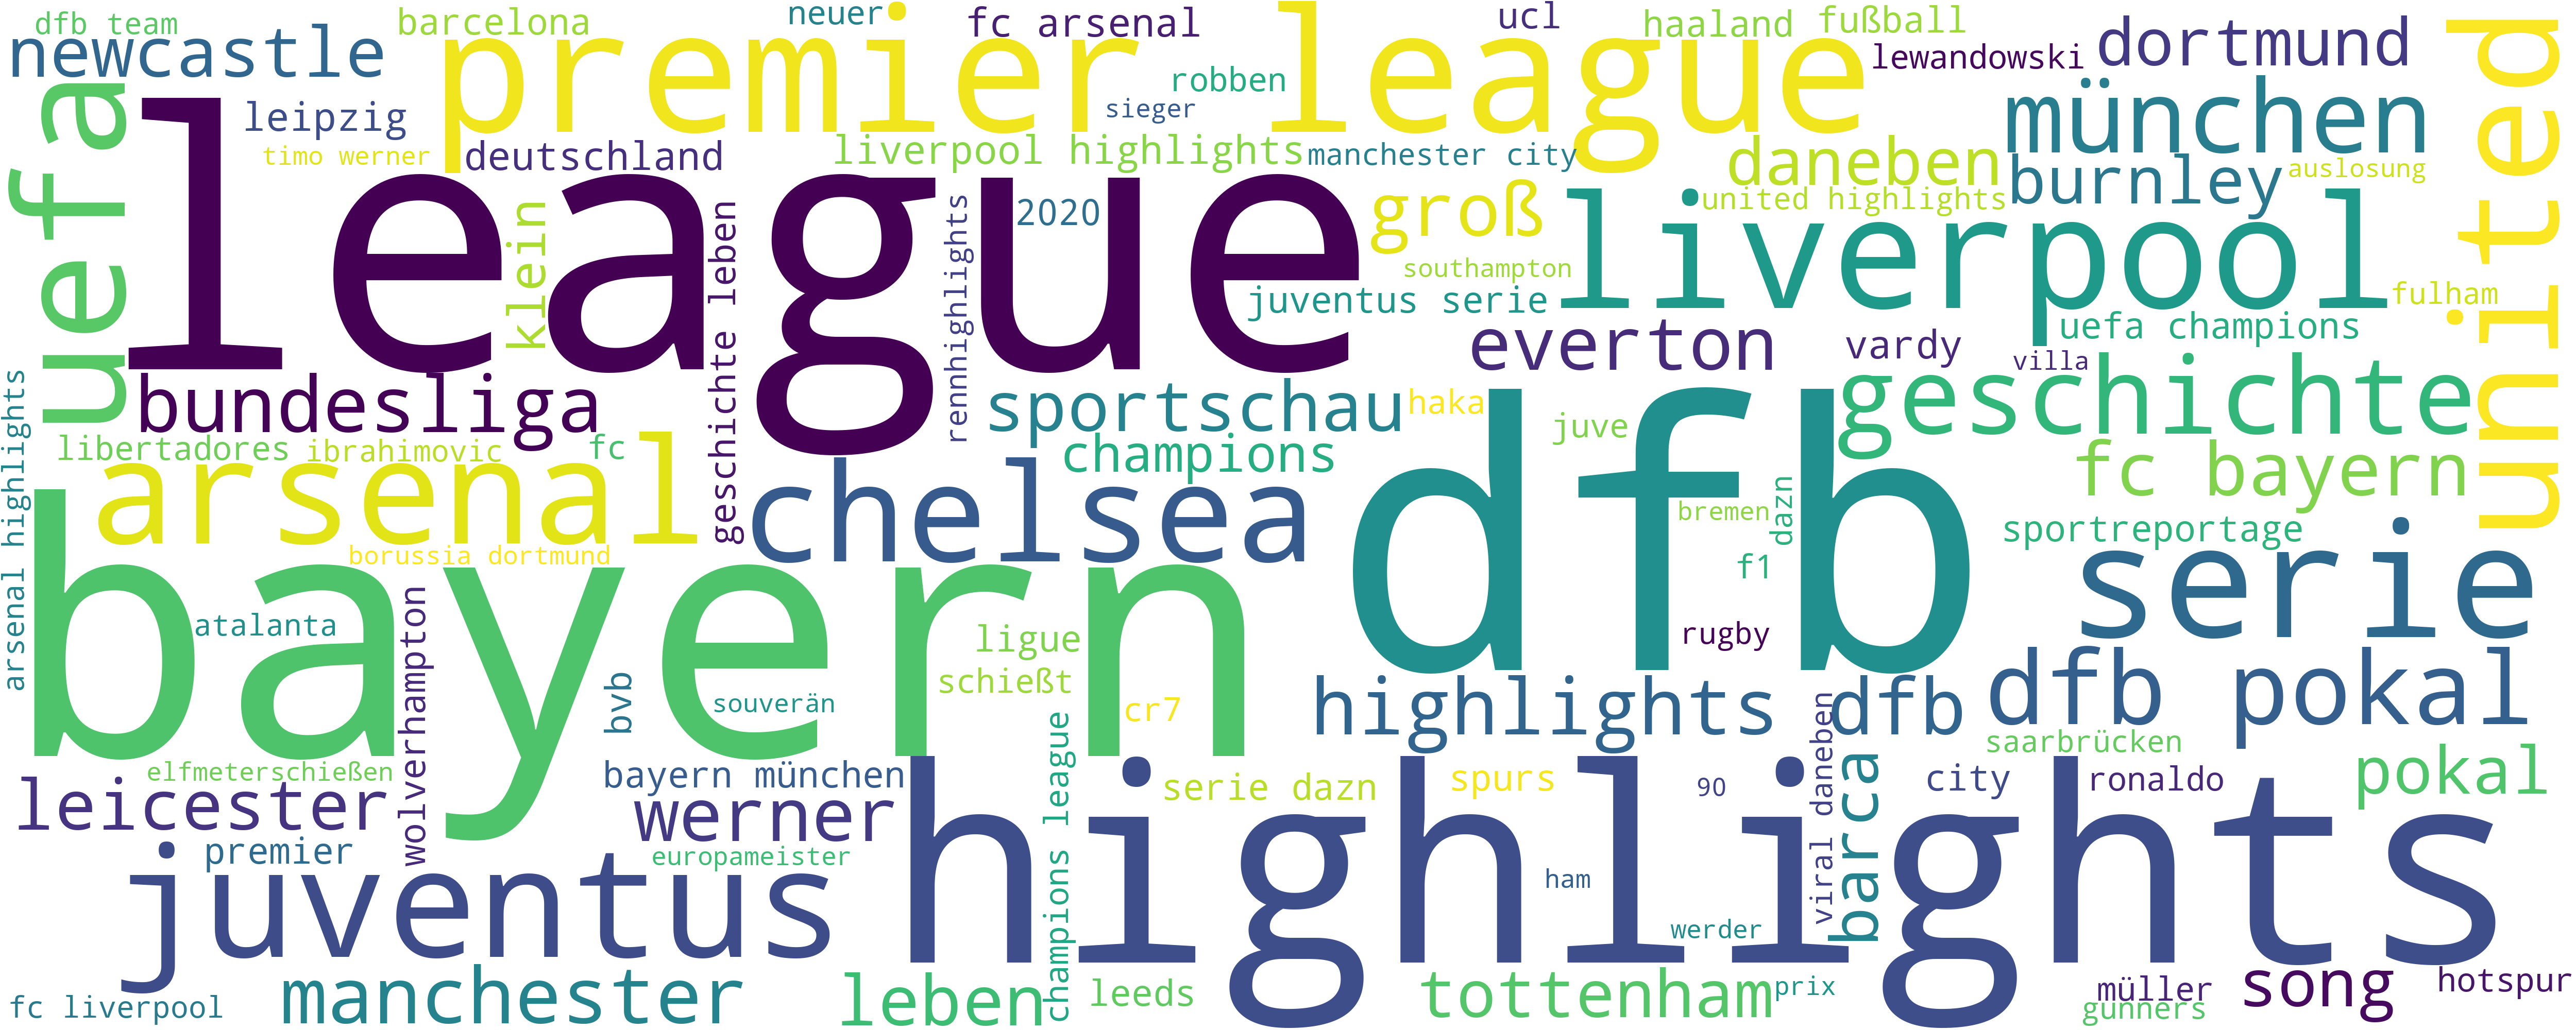 dfb team
barcelona
neuer
fc arsenal
ucl
haaland
fußball
newcastle
premier league
lewandowski
dortmund
united
uefa
league
leipzig
robben
sieger
münchen
timo werner
deutschland
liverpool highlights
manchester city
daneben
burnley
auslosung
klein
geschichte leben
rennhighlights
2020
groß
united highlights
liverpool
southampton
juventus serie
fulham
everton
vardy
uefa champions
villa
arsenal highlights
bundesliga
sportschau
haka
juve
geschichte
libertadores
ibrahimovic
fc
champions
dfb
fc bayern
arsenal
chelsea
bremen
dazn
sportreportage
borussia dortmund
f1
serie
bayern
atalanta
wolverhampton
ligue
rugby
schießt
bvb
souverän
cr7
highlights
dfb
dfb pokal
saarbrücken
elfmeterschießen
bayern münchen
champions league
serie dazn
spurs
90
viral daneben
barca
city
ronaldo
pokal
leicester
werner
highlights
premier
europameister
juventus
ham
werder
manchester
leben
leeds
tottenham
prix
müller
song
hotspur
fc liverpool
gunners